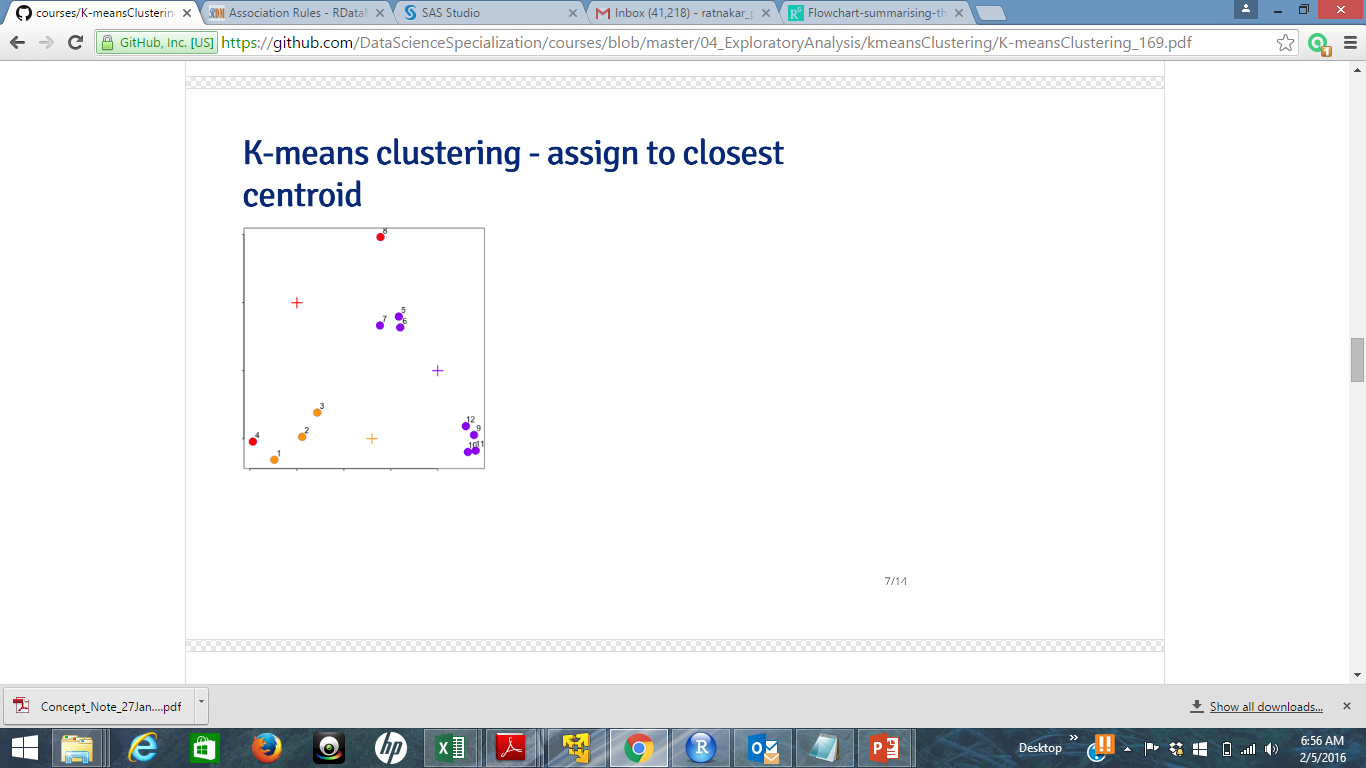 courses/K-meansClusterin
Association Rules - RDataM
SAS Studio
Inbox (41,218) - ratnakar_p
Flowchart-summarising-th
GitHub, Inc. [US]
https://github.com/DataScienceSpecialization/courses/blob/master/04_ExploratoryAnalysis/kmeansClustering/K-meansClustering_169.pdf
K-means clustering - assign to closest
centroid
8
5
7
6
3
12
2
9
4
10
11
1
7/14
Concept_Note_27Jan....pdf
Show all downloads...
Desktop
6:56 AM
2/5/2016